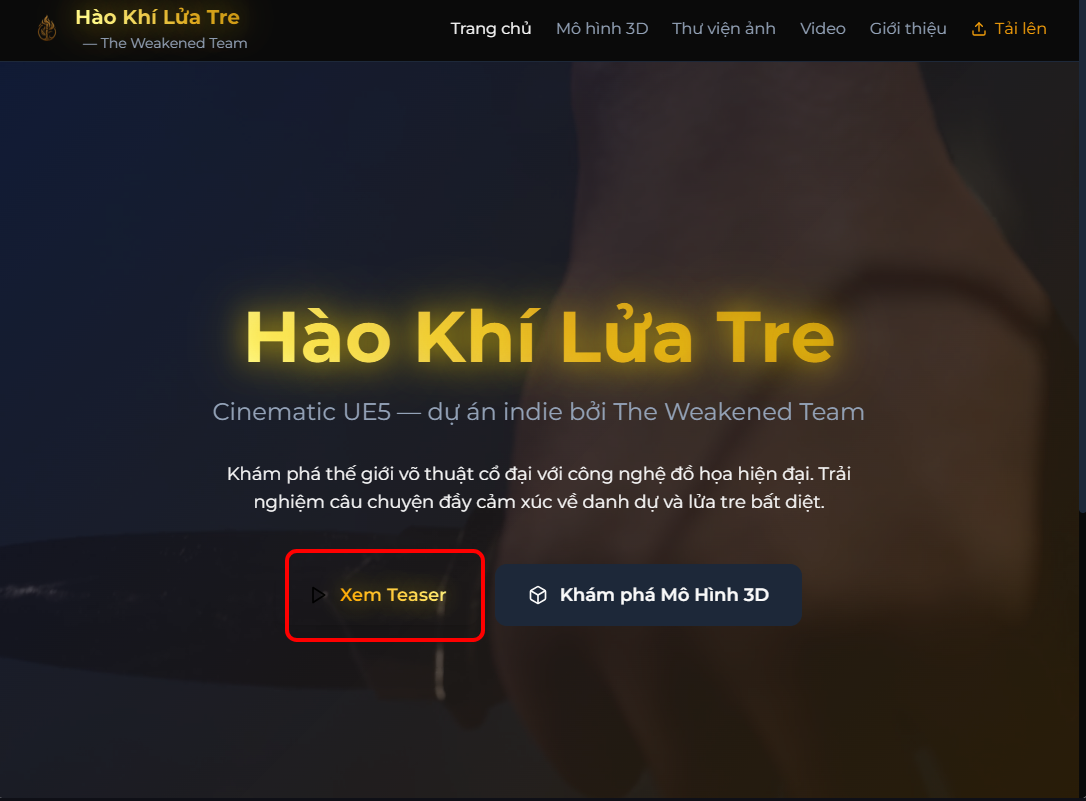 Hào Khí Lửa Tre
— The Weakened Team
Trang chủ Mô hình 3D Thư viện ảnh Video Giới thiệu Tải lên
Hào Khí Lửa Tre
Cinematic UE5 — dự án indie bởi The Weakened Team
Khám phá thế giới võ thuật cổ đại với công nghệ đồ họa hiện đại. Trải
nghiệm câu chuyện đầy cảm xúc về danh dự và lửa tre bất diệt.
Xem Teaser
Khám phá Mô Hình 3D